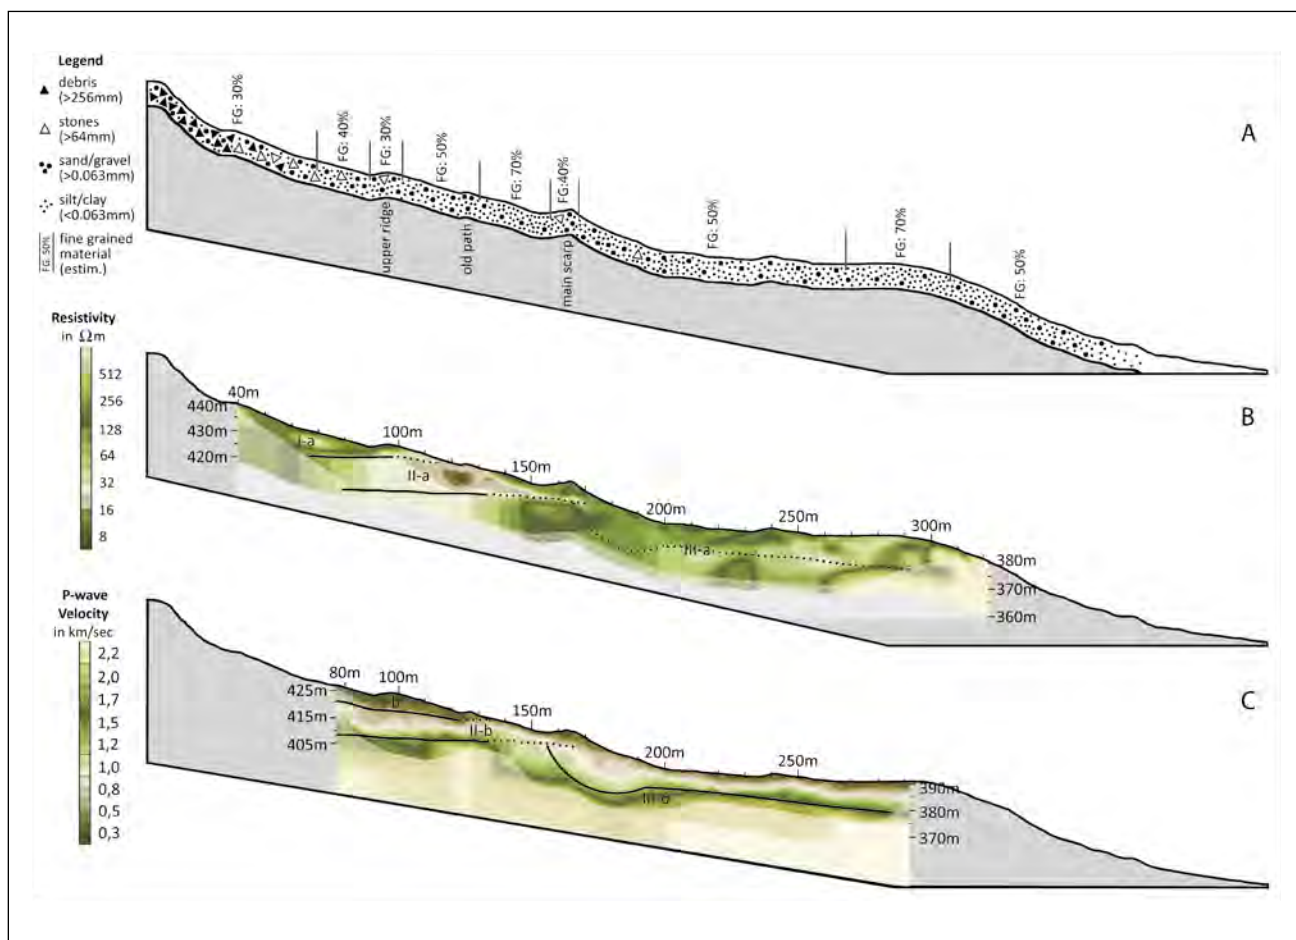 Legend
debris
(>256mm)
stones
(>64mm)
sand/gravel
(>0.063mm)
silt/clay
(<0.063mm)
FG: 50%
fine grained
material
(estim.)
A
FG: 30%
FG: 40%
FG: 30%
FG: 50%
FG: 70%
FG:40%
FG: 50%
FG: 70%
FG: 50%
upper ridge
old path
main scarp
Resistivity
in Ωm
512
256
128
64
32
16
8
B
40m
440m
430m
420m
100m
150m
200m
250m
300m
380m
370m
360m
I-a
II-a
III-a
P-wave
Velocity
in km/sec
2,2
2,0
1,7
1,5
1,2
1,0
0,8
0,5
0,3
C
80m
100m
425m
415m
405m
150m
200m
250m
390m
380m
370m
II-b